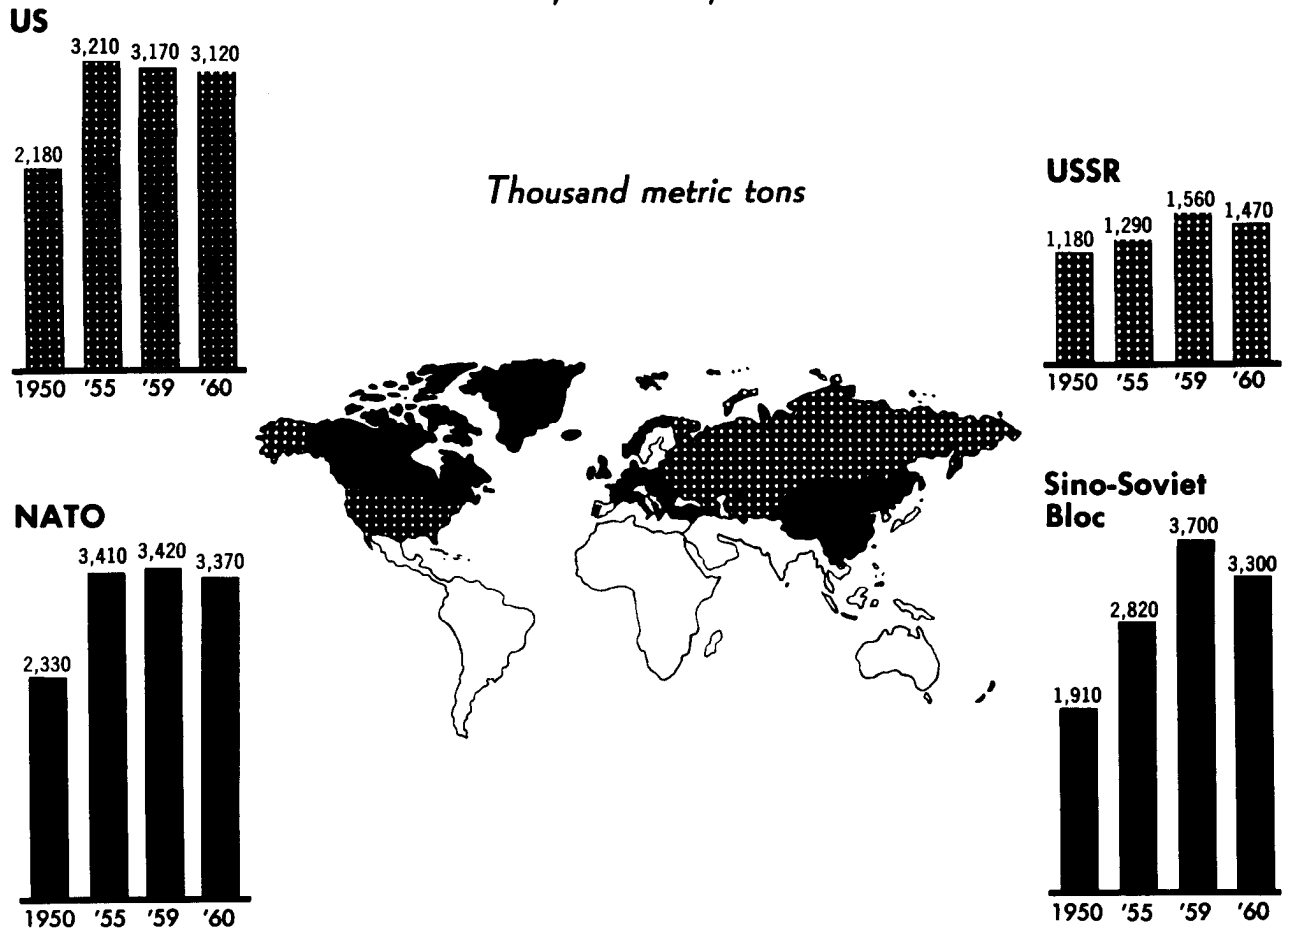 US
3,210 3,170 3,120
2,180
1950 '55 '59 '60
Thousand metric tons
USSR
1,180 1,290 1,560 1,470
1950 '55 '59 '60
NATO
2,330 3,410 3,420 3,370
1950 '55 '59 '60
Sino-Soviet
Bloc
1,910 2,820 3,700 3,300
1950 '55 '59 '60